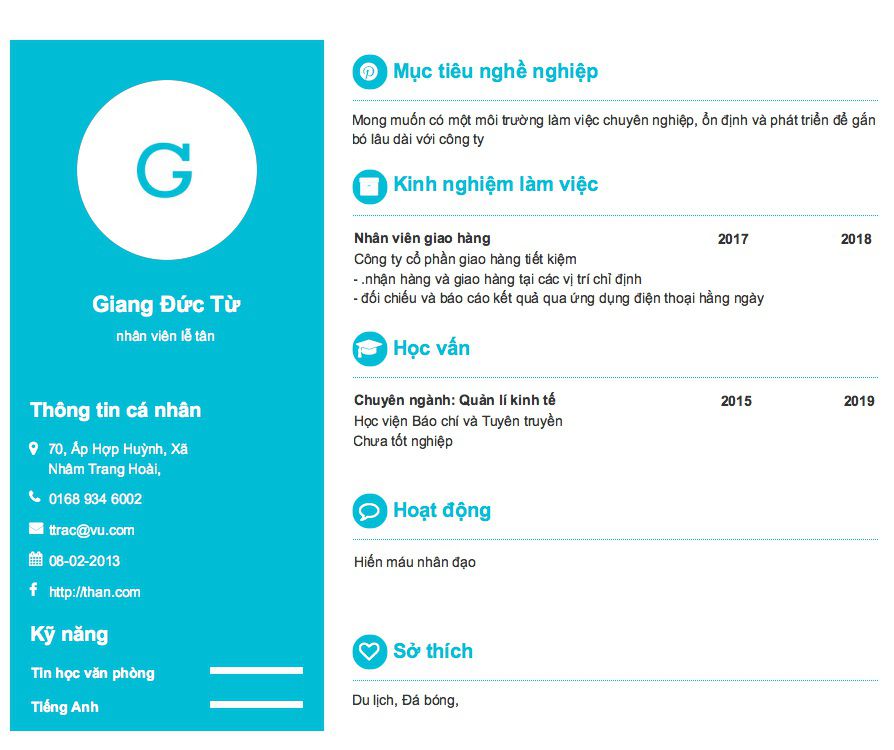 G
Giang Đức Từ
nhân viên lễ tân
Thông tin cá nhân
70, Ấp Hợp Huỳnh, Xã
Nhâm Trang Hoài,
0168 934 6002
ttrac@vu.com
08-02-2013
http://than.com
Kỹ năng
Tin học văn phòng
Tiếng Anh
Mục tiêu nghề nghiệp
Mong muốn có một môi trường làm việc chuyên nghiệp, ổn định và phát triển để gắn
bó lâu dài với công ty
Kinh nghiệm làm việc
Nhân viên giao hàng 2017 2018
Công ty cổ phần giao hàng tiết kiệm
- .nhận hàng và giao hàng tại các vị trí chỉ định
- đối chiếu và báo cáo kết quả qua ứng dụng điện thoại hằng ngày
Học vấn
Chuyên ngành: Quản lí kinh tế 2015 2019
Học viện Báo chí và Tuyên truyền
Chưa tốt nghiệp
Hoạt động
Hiến máu nhân đạo
Sở thích
Du lịch, Đá bóng,